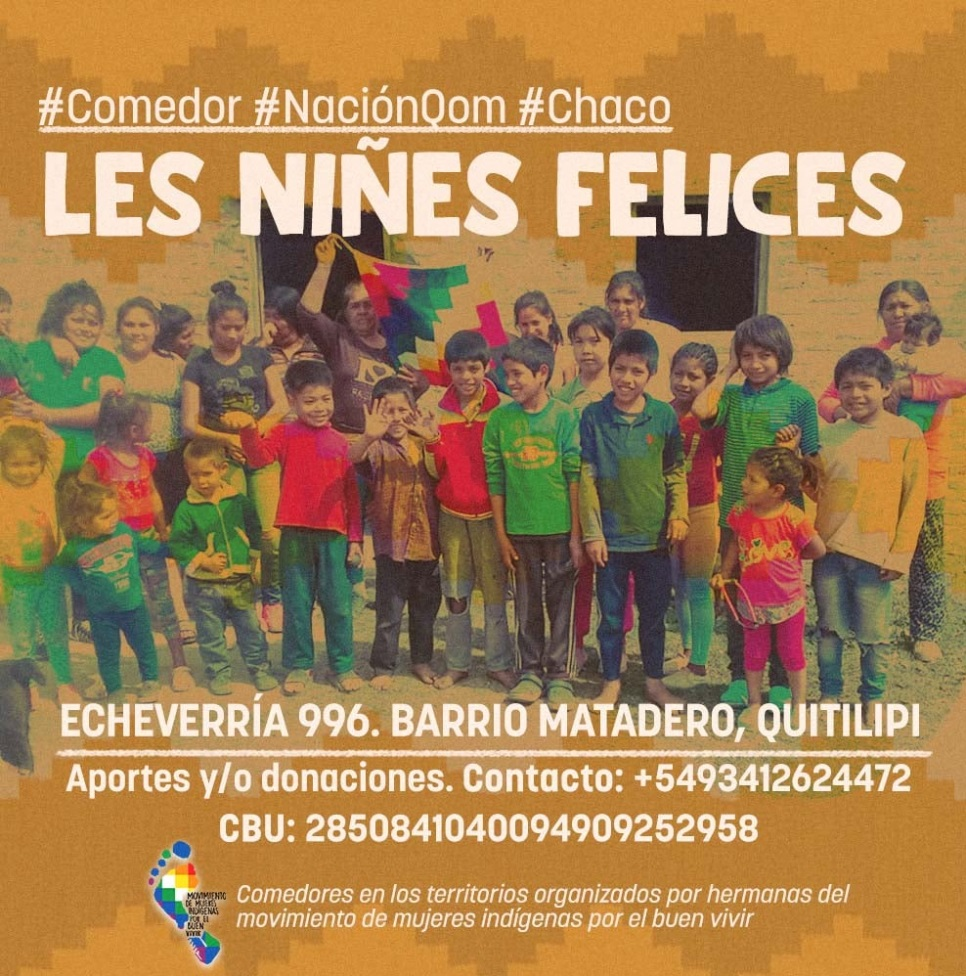 #Comedor #NaciónQom #Chaco
LES NIÑES FELICES
ECHEVERRÍA 996. BARRIO MATADERO, QUITILIPI
Aportes y/o donaciones. Contacto: +5493412624472
CBU: 2850841040094909252958
MOVIMIENTO
DE MUJERES
INDÍGENAS
POR EL
BUEN
VIVIR
Comedores en los territorios organizados por hermanas del
movimiento de mujeres indígenas por el buen vivir